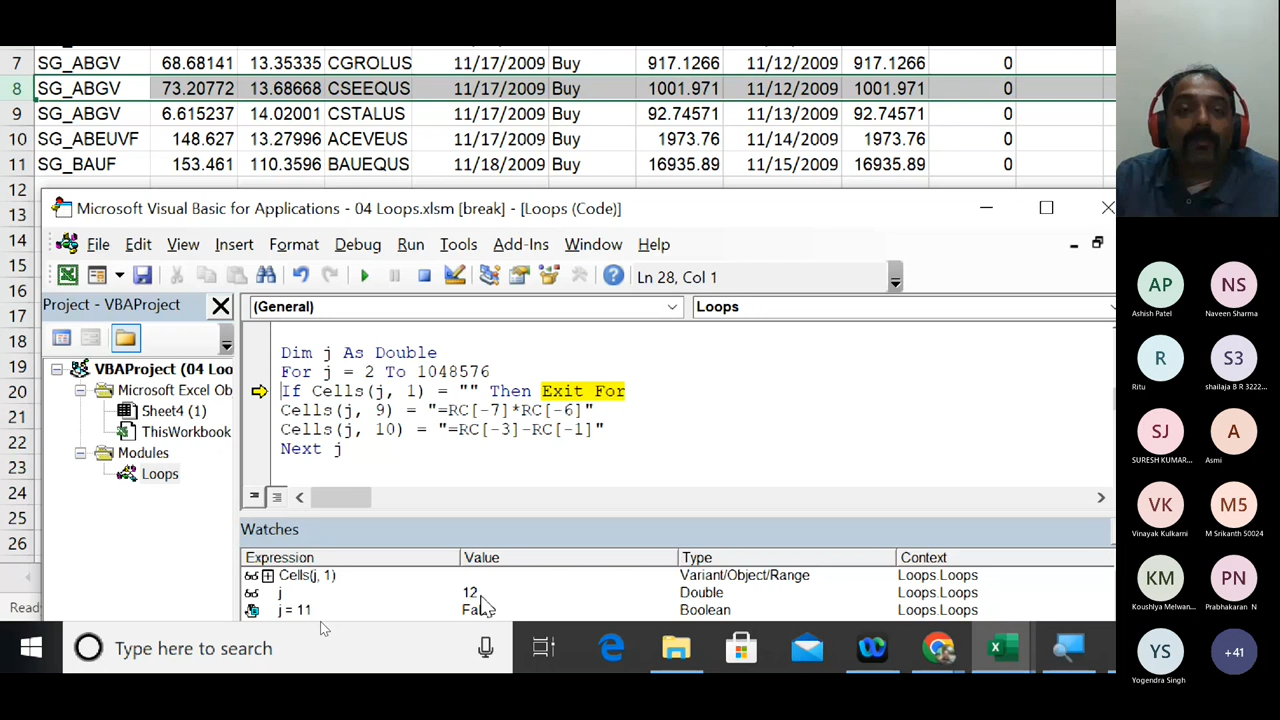 7 SG_ABGV 68.68141 13.35335 CGROLUS 11/17/2009 Buy 917.1266 11/12/2009 917.1266 0
8 SG_ABGV 73.20772 13.68668 CSEEQUS 11/17/2009 Buy 1001.971 11/12/2009 1001.971 0
9 SG_ABGV 6.615237 14.02001 CSTALUS 11/17/2009 Buy 92.74571 11/13/2009 92.74571 0
10 SG_ABEUVF 148.627 13.27996 ACEVEUS 11/17/2009 Buy 1973.76 11/14/2009 1973.76 0
11 SG_BAUF 153.461 110.3596 BAUEQUS 11/18/2009 Buy 16935.89 11/15/2009 16935.89 0
12
13
14
15
16
17
18
19
20
21
22
23
24
25
26
Ready
Microsoft Visual Basic for Applications - 04 Loops.xlsm [break] - [Loops (Code)]
File Edit View Insert Format Debug Run Tools Add-Ins Window Help
Ln 28, Col 1
Project - VBAProject
(General) Loops
VBAProject (04 Loo
Microsoft Excel Ob
Sheet4 (1)
ThisWorkbook
Modules
Loops
Dim j As Double
For j = 2 To 1048576
If Cells(j, 1) = "" Then Exit For
Cells(j, 9) = "=RC[-7]*RC[-6]"
Cells(j, 10) = "=RC[-3]-RC[-1]"
Next j
Watches
Expression Value Type Context
Cells(j, 1) Variant/Object/Range Loops.Loops
j 12 Double Loops.Loops
j = 11 Boolean Loops.Loops
Type here to search
AP NS
Ashish Patel Naveen Sharma
R S3
Ritu shailaja B R 3222...
SJ A
SURESH KUMAR... Asmi
VK M5
Vinayak Kulkarni M Srikanth 50024
KM PN
Koushlya Melwan... Prabhakaran N
YS +41
Yogendra Singh